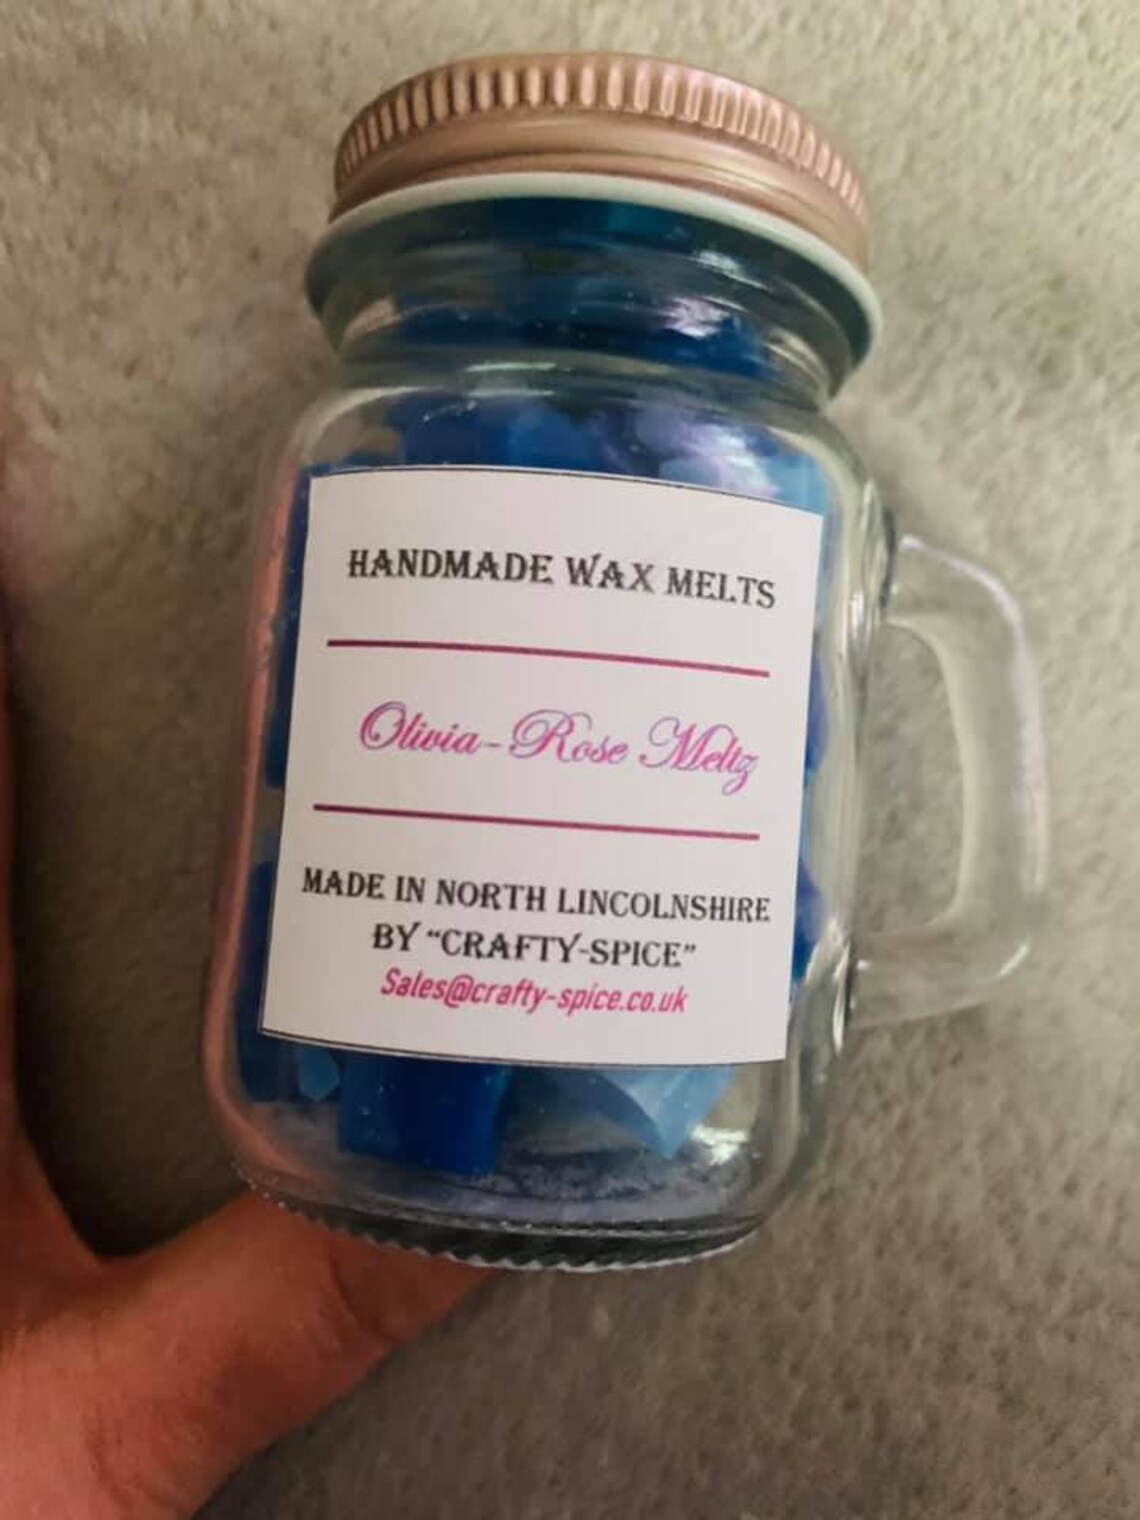 HANDMADE WAX MELTS
Olivia-Rose Meltz
MADE IN NORTH LINCOLNSHIRE
BY “CRAFTY-SPICE”
Sales@crafty-spice.co.uk